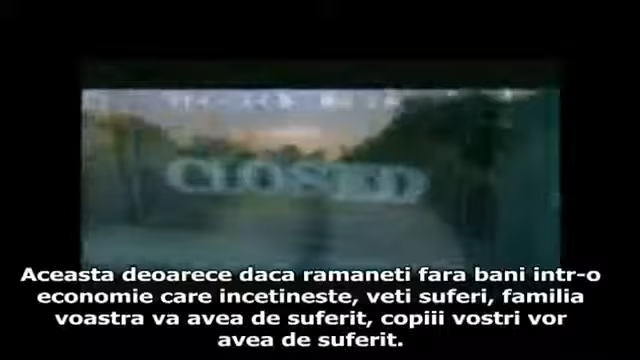 CLOSED
Aceasta deoarece daca ramaneti fara bani intr-o
economie care incetineste, veti suferi, familia
voastra va avea de suferit, copiii vostri vor
avea de suferit.